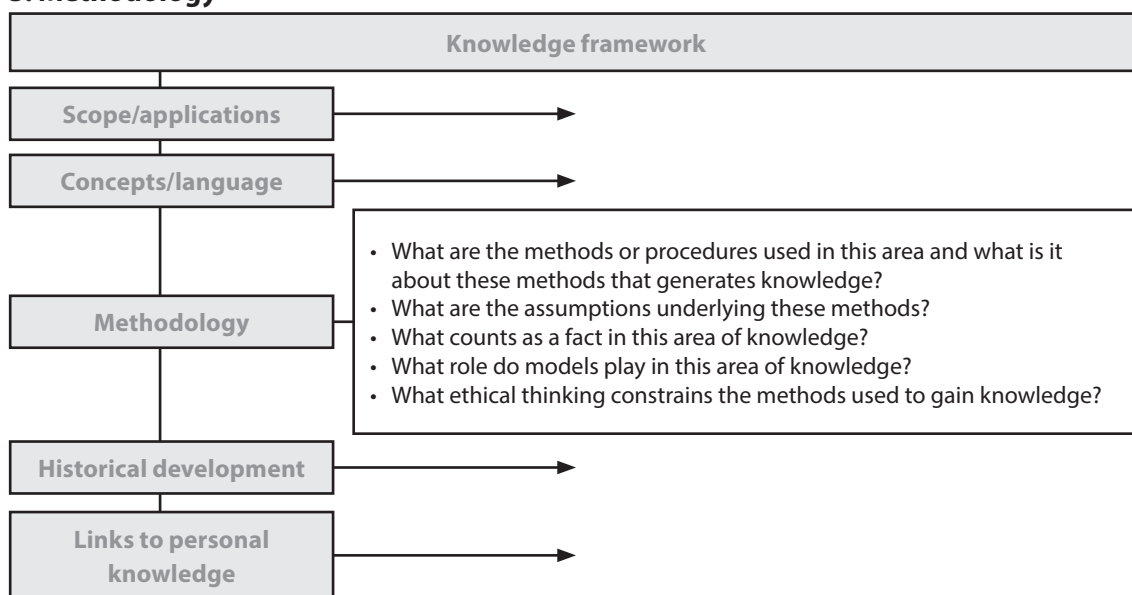 Knowledge framework
Scope/applications
Concepts/language
Methodology
• What are the methods or procedures used in this area and what is it
about these methods that generates knowledge?
• What are the assumptions underlying these methods?
• What counts as a fact in this area of knowledge?
• What role do models play in this area of knowledge?
• What ethical thinking constrains the methods used to gain knowledge?
Historical development
Links to personal
knowledge